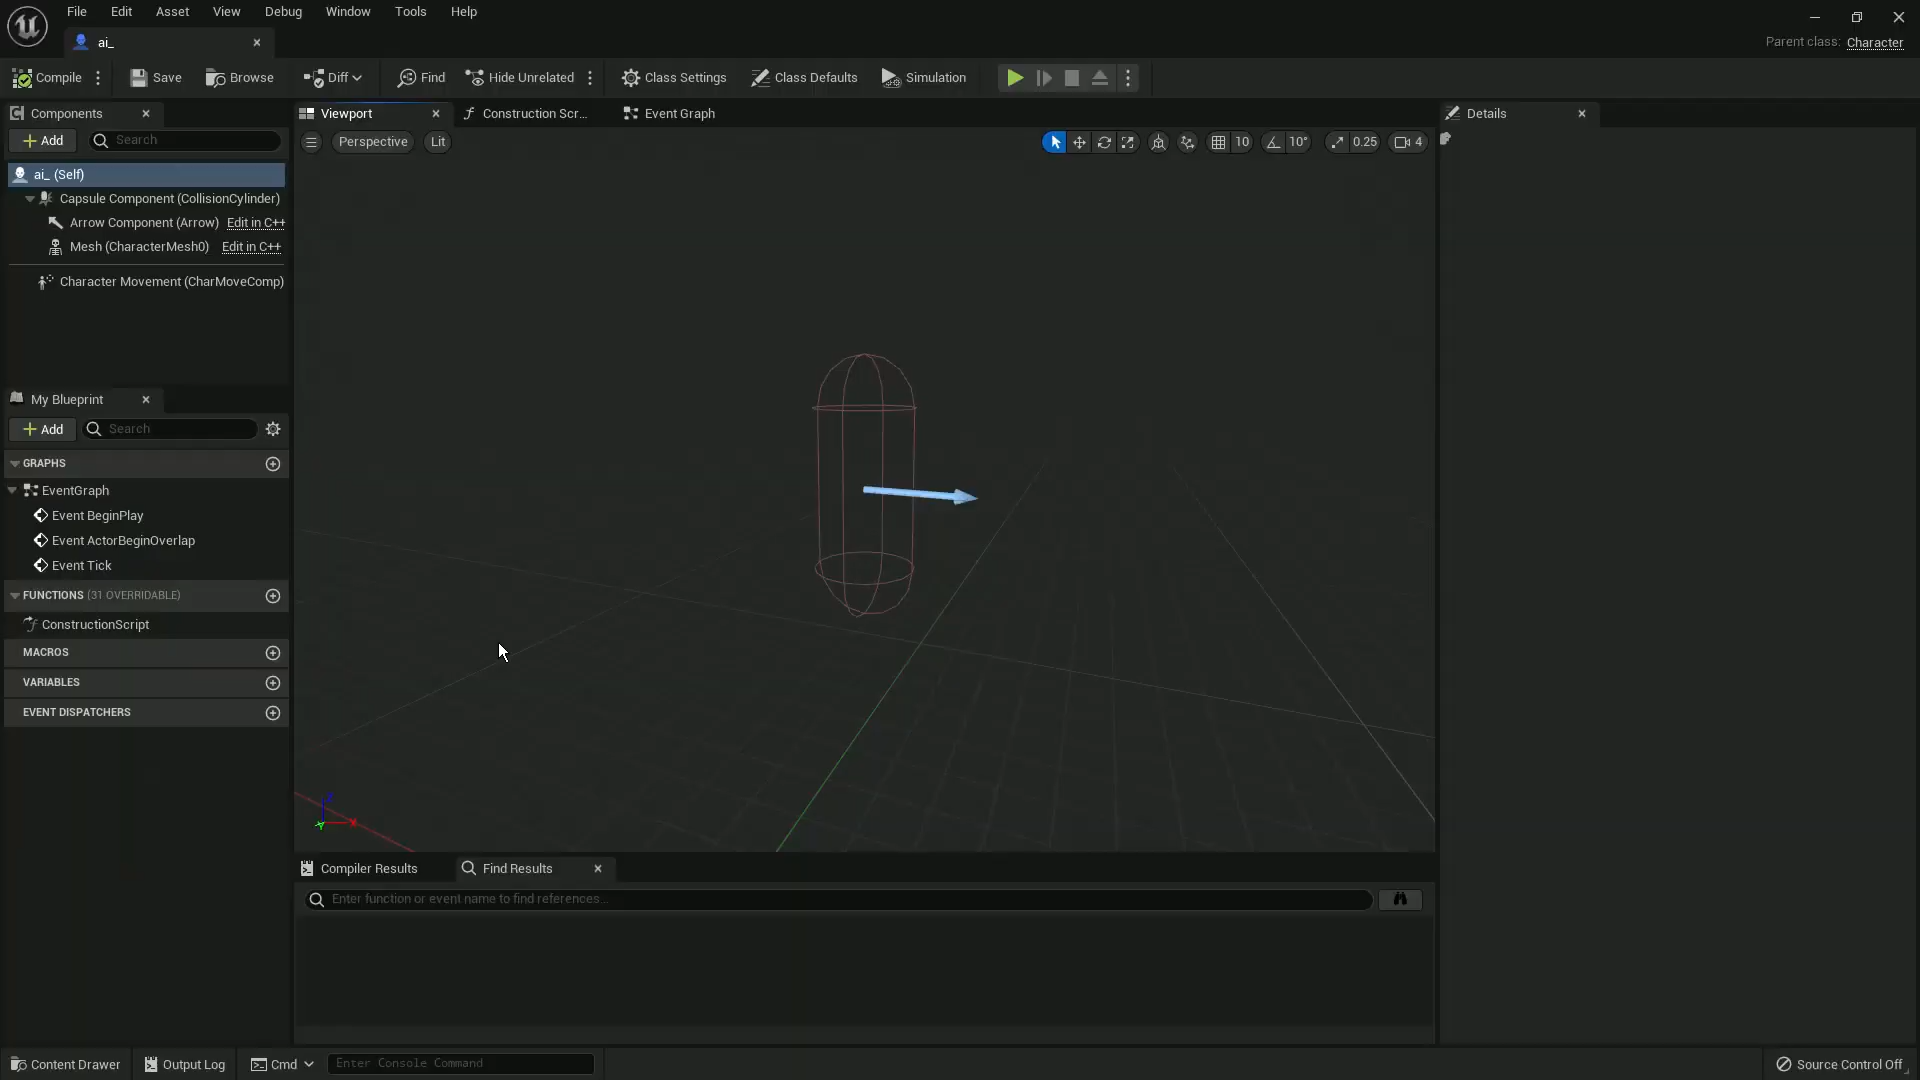 File Edit Asset View Debug Window Tools Help
ai_
Parent class: Character
Compile Save Browse Diff Find Hide Unrelated Class Settings Class Defaults Simulation
Components
Viewport Construction Scr... Event Graph
Details
Add Search
Perspective Lit 10 10° 0.25 4
ai_ (Self)
Capsule Component (CollisionCylinder)
Arrow Component (Arrow) Edit in C++
Mesh (CharacterMesh0) Edit in C++
Character Movement (CharMoveComp)
My Blueprint
Add Search
GRAPHS
EventGraph
Event BeginPlay
Event ActorBeginOverlap
Event Tick
FUNCTIONS (31 OVERRIDABLE)
ConstructionScript
MACROS
VARIABLES
EVENT DISPATCHERS
Compiler Results Find Results
Enter function or event name to find references...
Content Drawer Output Log Cmd Enter Console Command Source Control Off